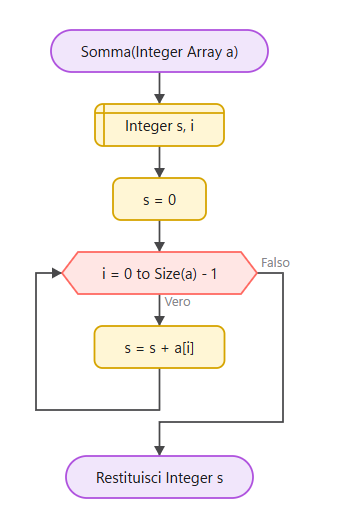 Somma(Integer Array a)
Integer s, i
s = 0
i = 0 to Size(a) - 1
Falso
Vero
s = s + a[i]
Restituisci Integer s